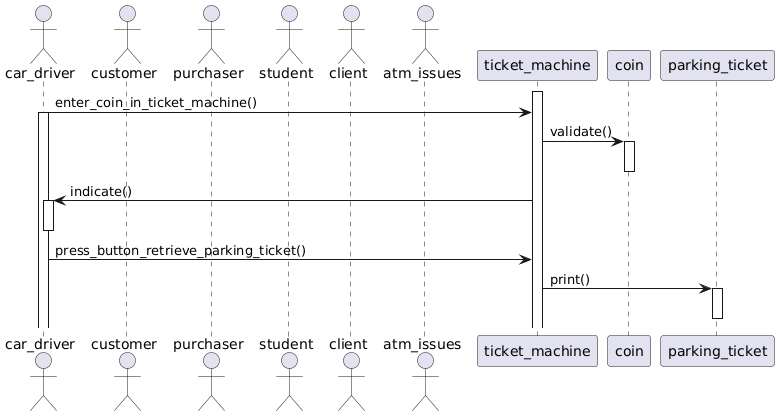 car_driver customer purchaser student client atm_issues ticket_machine coin parking_ticket
enter_coin_in_ticket_machine()
validate()
indicate()
press_button_retrieve_parking_ticket()
print()
car_driver customer purchaser student client atm_issues ticket_machine coin parking_ticket